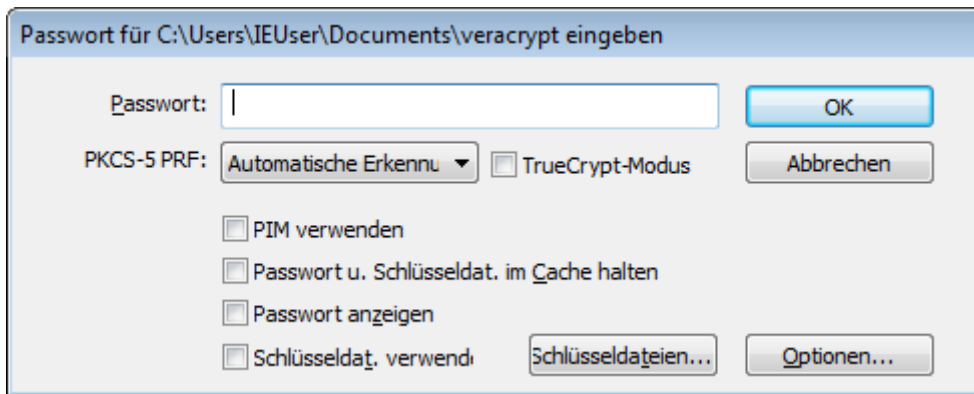 Passwort für C:\Users\IEUser\Documents\veracrypt eingeben
Passwort:
OK
PKCS-5 PRF: Automatische Erkennu TrueCrypt-Modus
Abbrechen
PIM verwenden
Passwort u. Schlüsseldat. im Cache halten
Passwort anzeigen
Schlüsseldat. verwende
Schlüsseldateien...
Optionen...